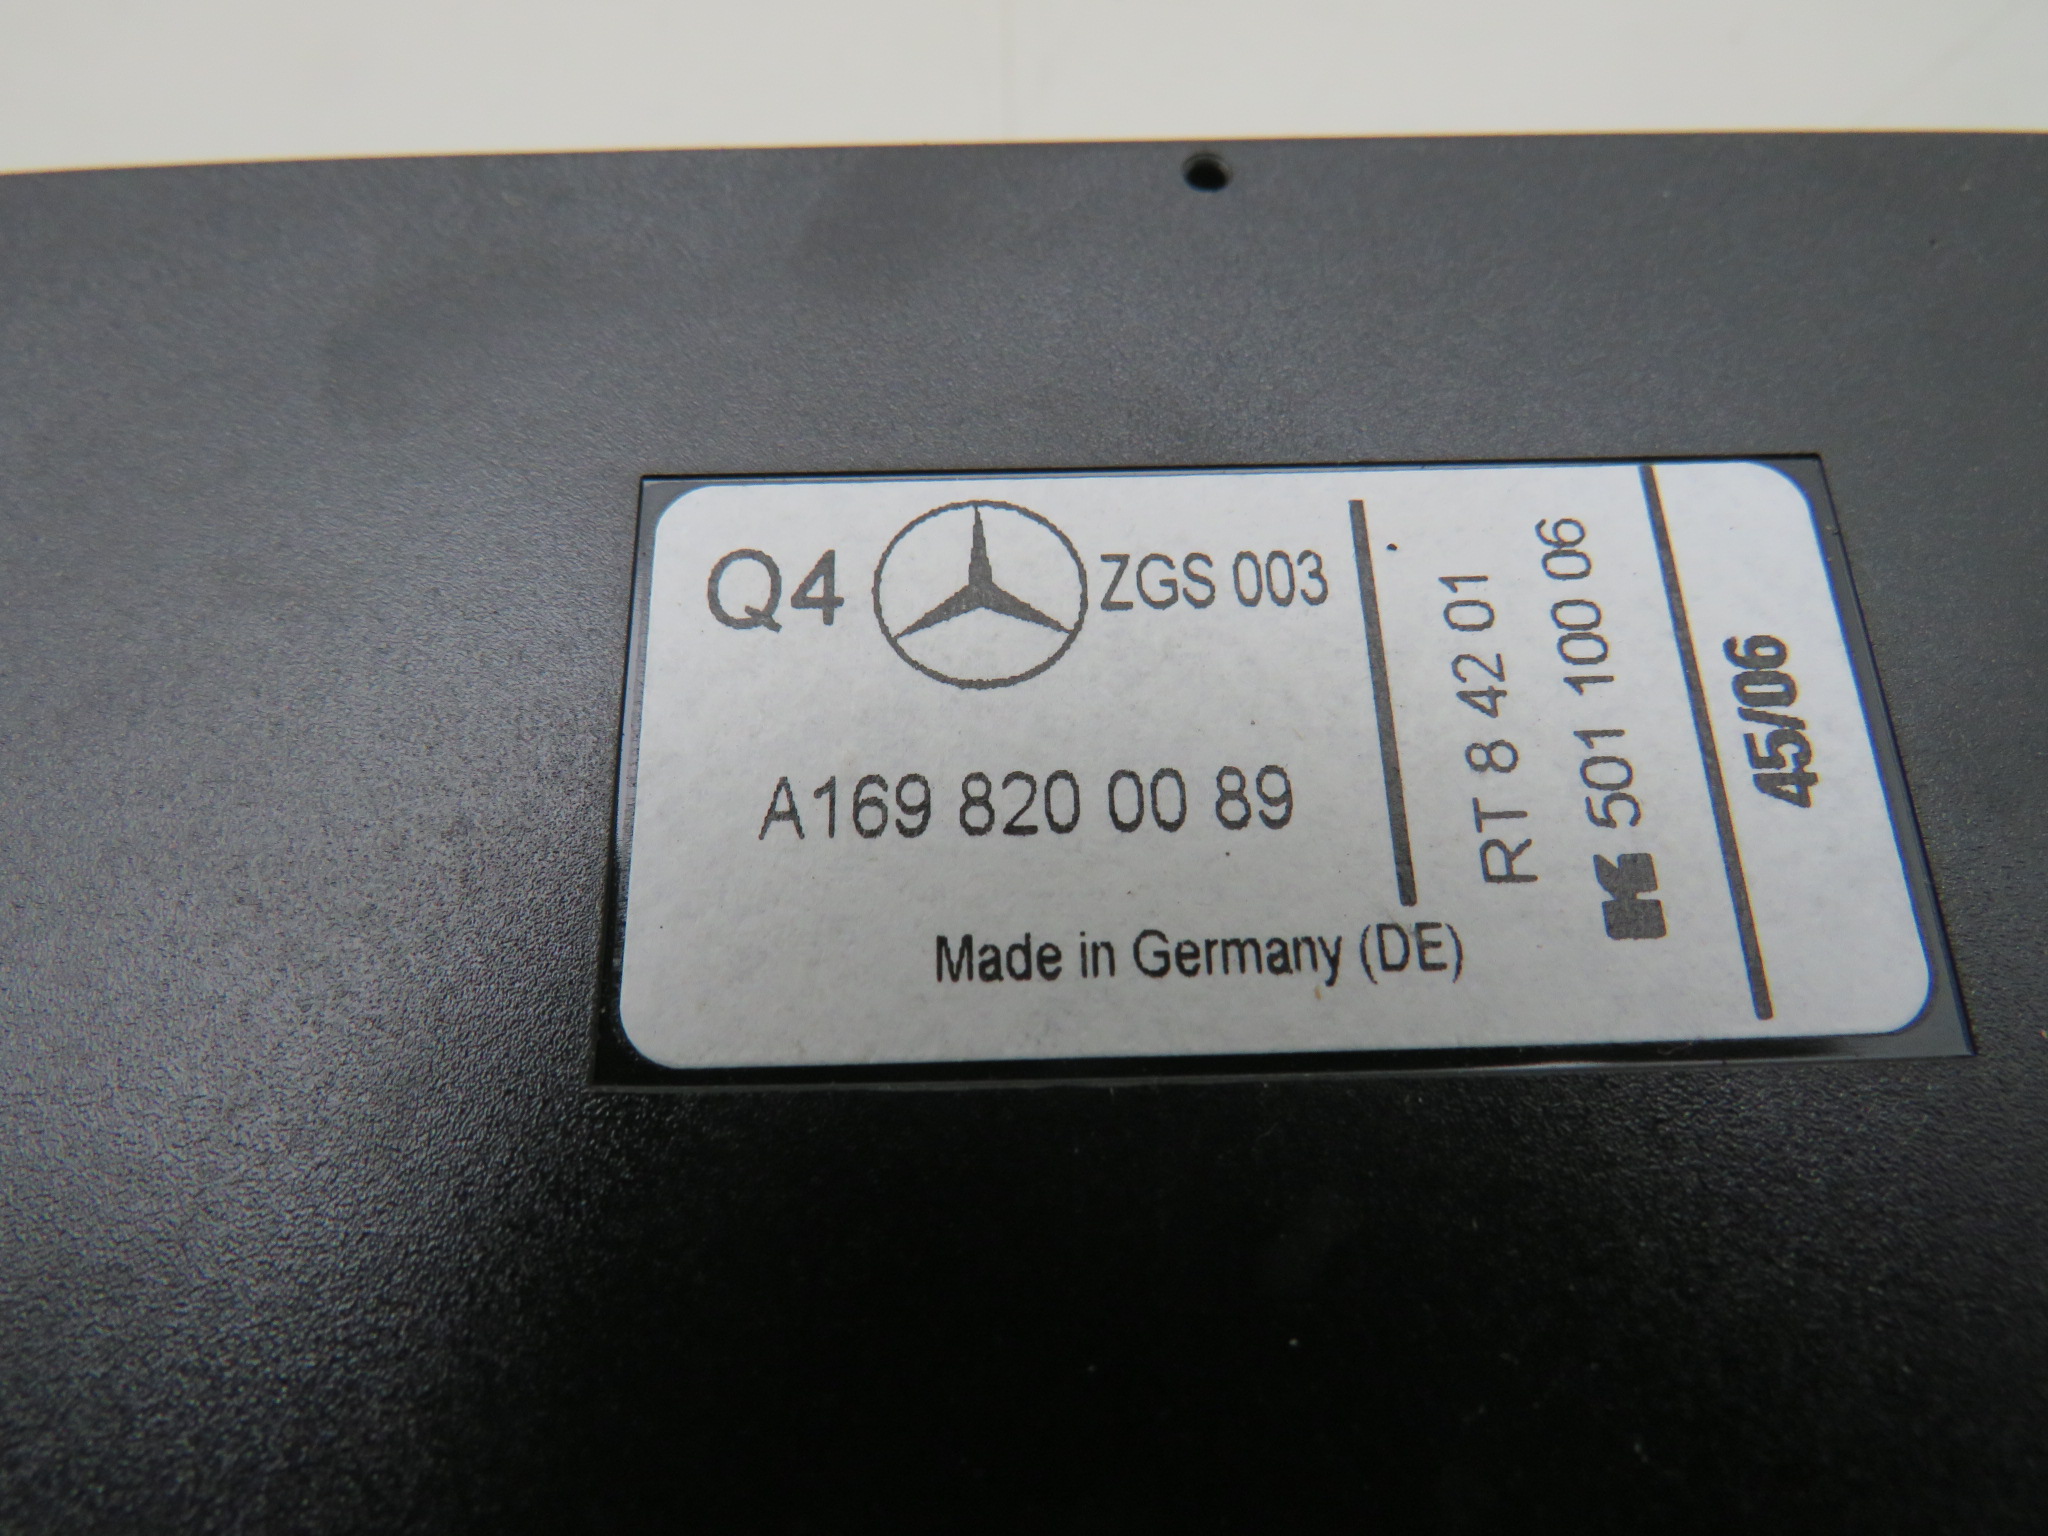 Q4 ZGS 003
A169 820 00 89
Made in Germany (DE)
RT 8 42 01
K 501 100 06
45/06